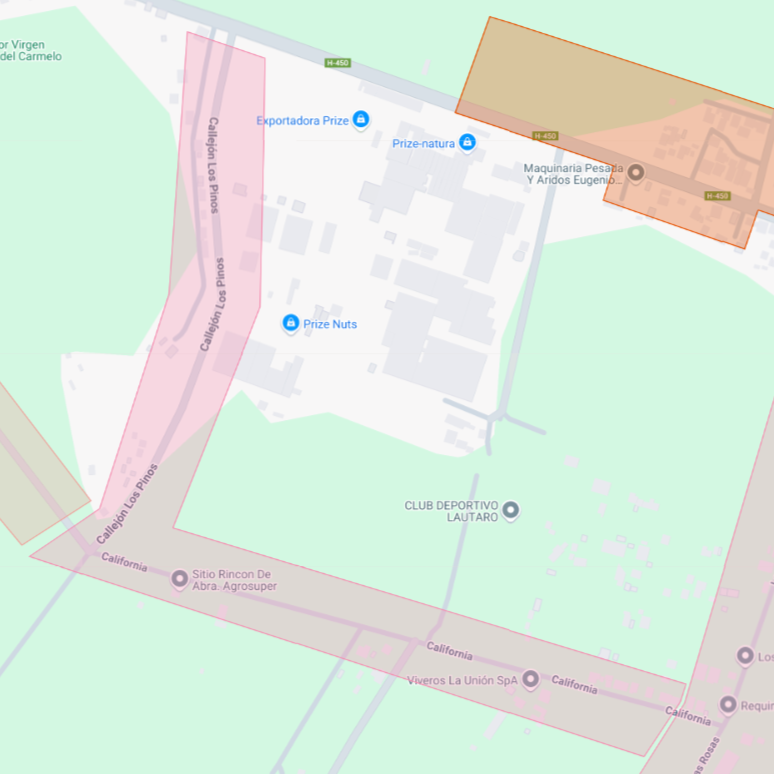 or Virgen
del Carmelo
H-450
Exportadora Prize
Prize-natura
H-450
Maquinaria Pesada
Y Aridos Eugenio...
H-450
Callejón Los Pinos
Callejón Los Pinos
Prize Nuts
Callejón Los Pinos
CLUB DEPORTIVO
LAUTARO
California
Sitio Rincon De
Abra. Agrosuper
California
Viveros La Unión SpA
California
Los
California
Requin
as Rosas